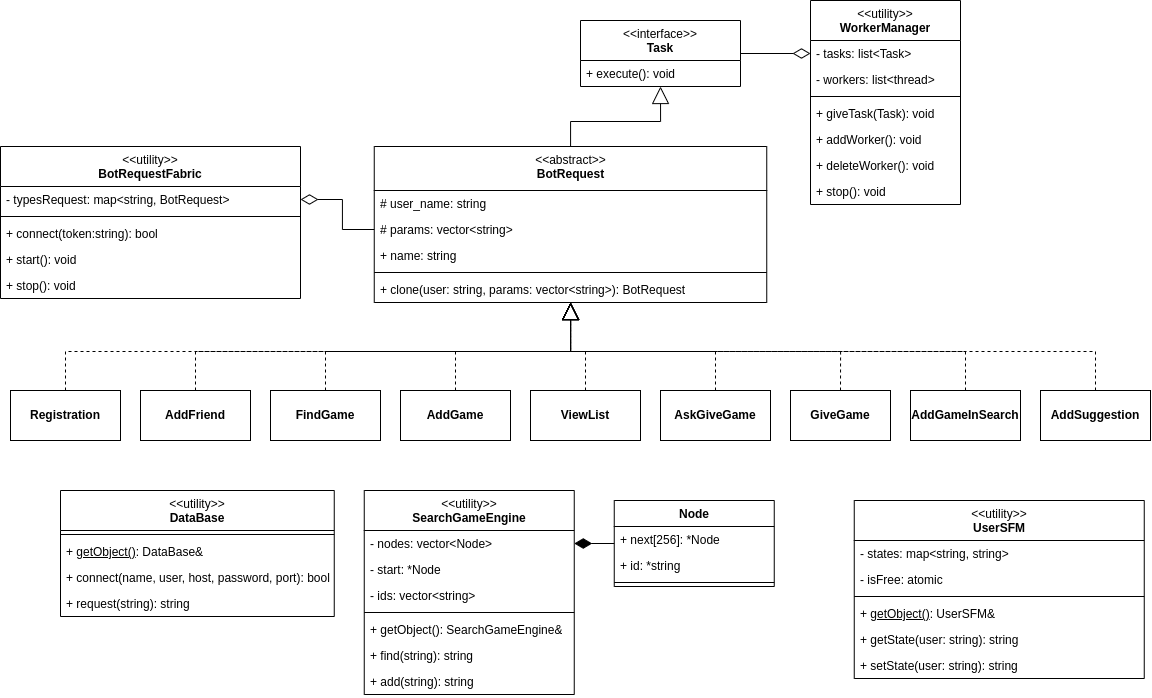 <<interface>>
Task
+ execute(): void
<<utility>>
WorkerManager
- tasks: list<Task>
- workers: list<thread>
+ giveTask(Task): void
+ addWorker(): void
+ deleteWorker(): void
+ stop(): void
<<utility>>
BotRequestFabric
- typesRequest: map<string, BotRequest>
+ connect(token:string): bool
+ start(): void
+ stop(): void
<<abstract>>
BotRequest
# user_name: string
# params: vector<string>
+ name: string
+ clone(user: string, params: vector<string>): BotRequest
Registration
AddFriend
FindGame
AddGame
ViewList
AskGiveGame
GiveGame
AddGameInSearch
AddSuggestion
<<utility>>
DataBase
+ getObject(): DataBase&
+ connect(name, user, host, password, port): bool
+ request(string): string
<<utility>>
SearchGameEngine
- nodes: vector<Node>
- start: *Node
- ids: vector<string>
+ getObject(): SearchGameEngine&
+ find(string): string
+ add(string): string
Node
+ next[256]: *Node
+ id: *string
<<utility>>
UserSFM
- states: map<string, string>
- isFree: atomic
+ getObject(): UserSFM&
+ getState(user: string): string
+ setState(user: string): string